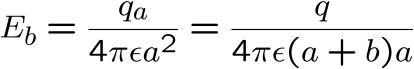 E_b = \frac{q_a}{4\pi\epsilon a^2} = \frac{q}{4\pi\epsilon(a + b)a}